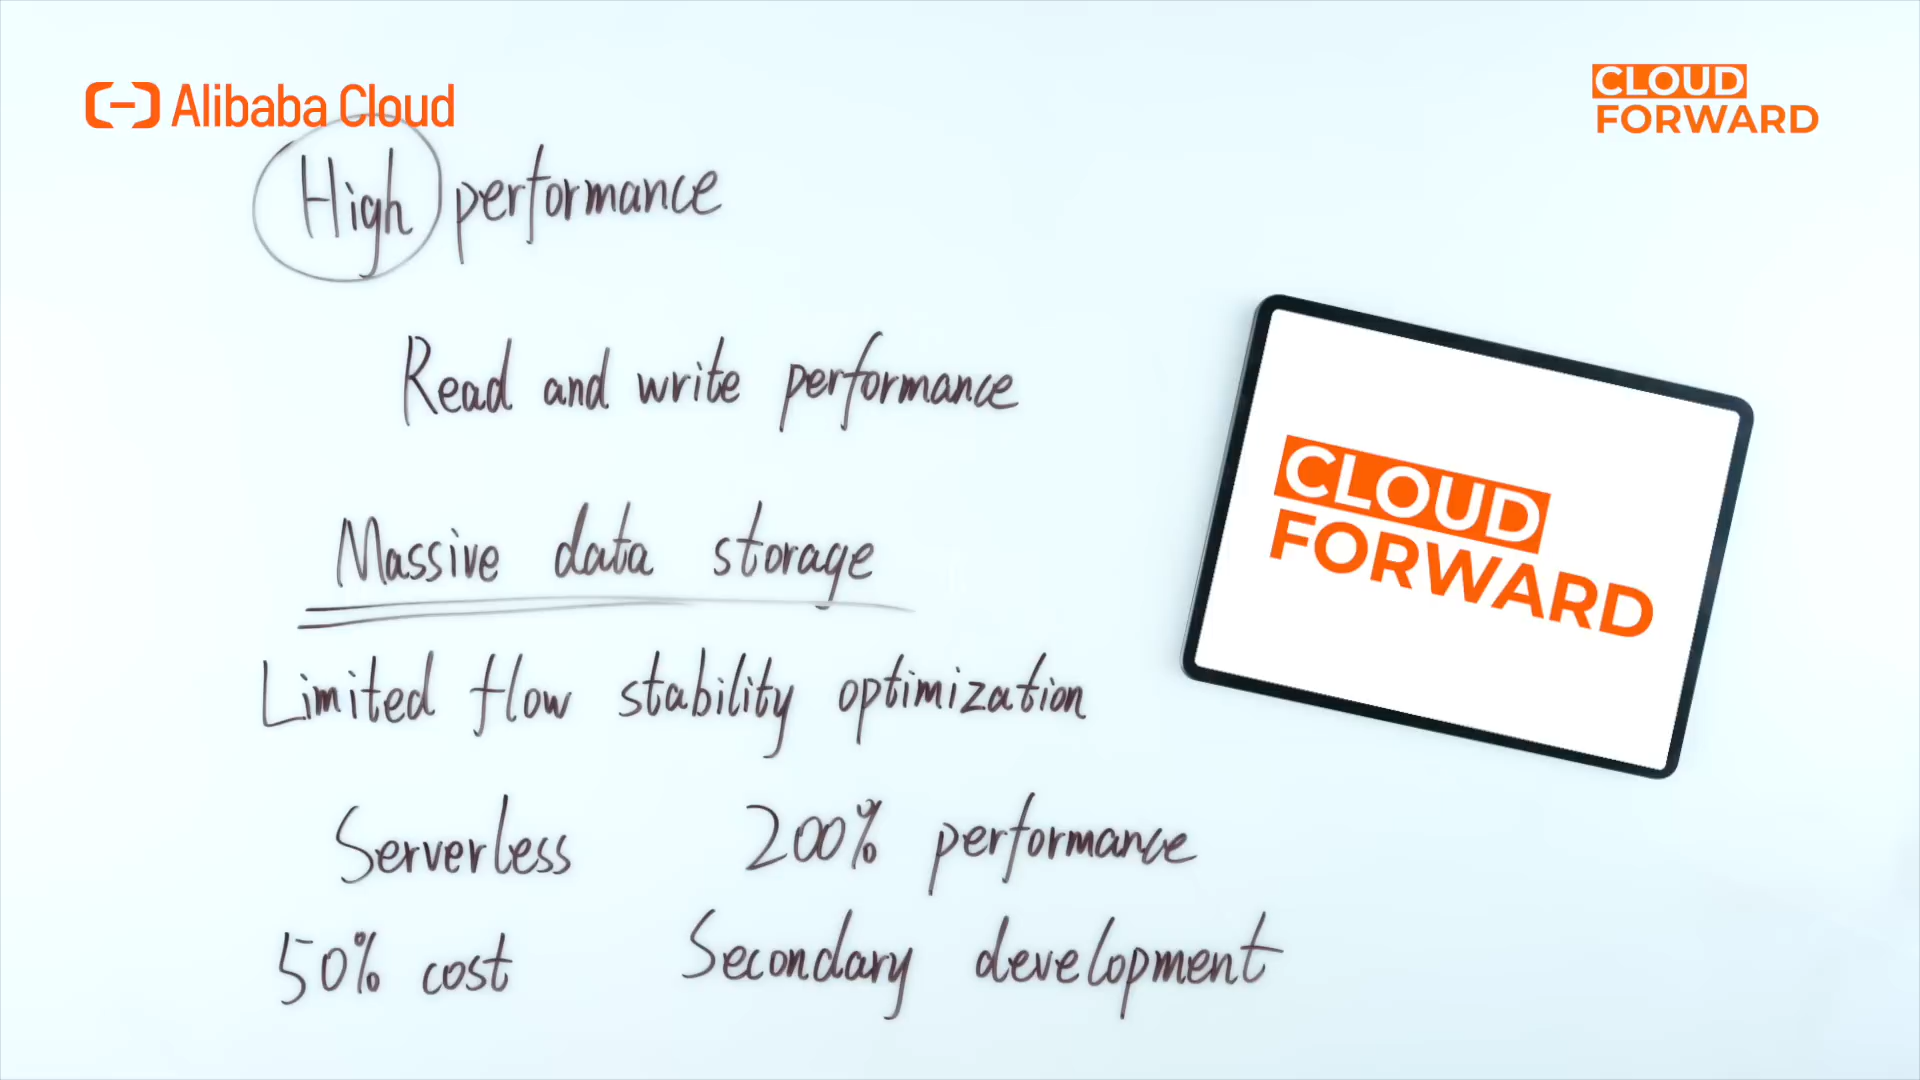 Alibaba Cloud
CLOUD
FORWARD
High performance
Read and write performance
Massive data storage
Limited flow stability optimization
Serverless 200% performance
50% cost Secondary development
CLOUD
FORWARD